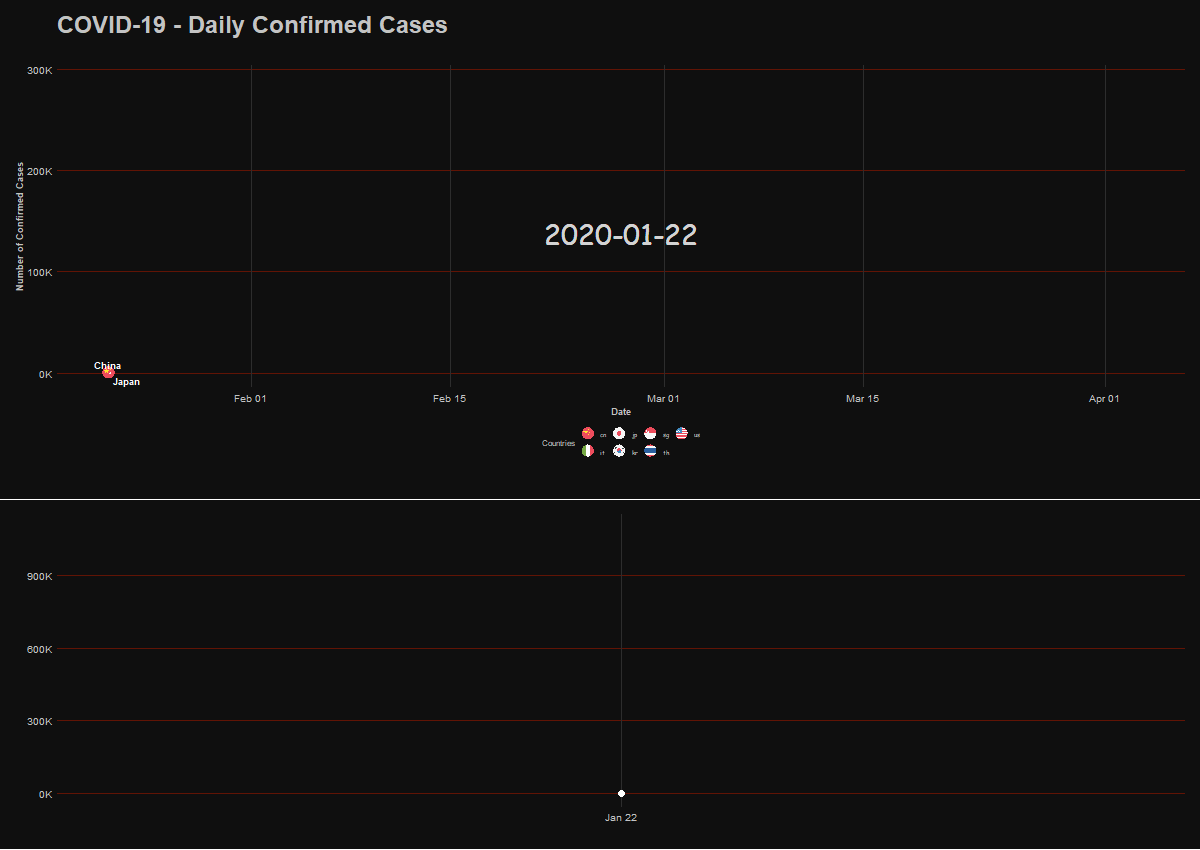 COVID-19 - Daily Confirmed Cases
300K
200K
100K
0K
Number of Confirmed Cases
2020-01-22
China
Japan
Feb 01
Feb 15
Mar 01
Mar 15
Apr 01
Date
Countries
cn
jp
sg
us
it
kr
th
900K
600K
300K
0K
Jan 22